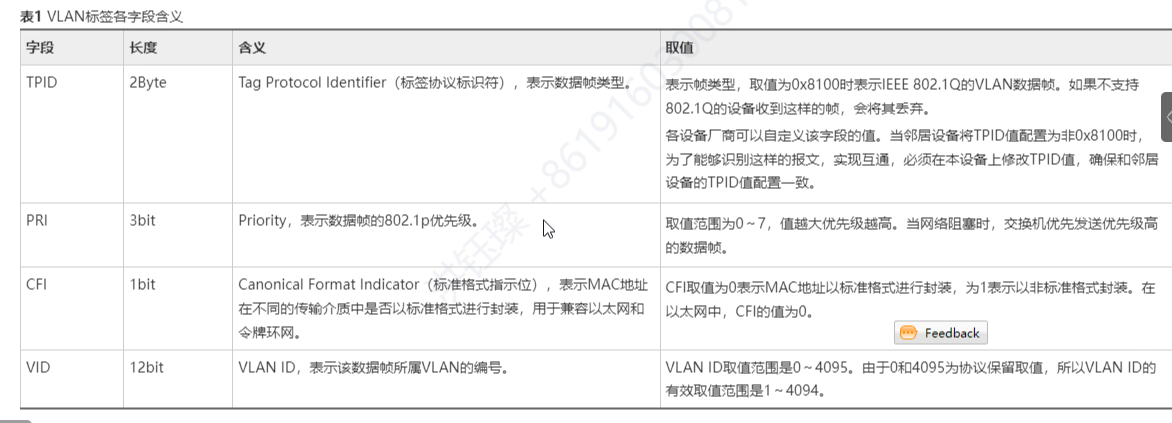 表1 VLAN标签各字段含义
字段 长度 含义 取值
TPID 2Byte Tag Protocol Identifier（标签协议标识符），表示数据帧类型。
表示帧类型，取值为0x8100时表示IEEE 802.1Q的VLAN数据帧。如果不支持
802.1Q的设备收到这样的帧，会将其丢弃。
各设备厂商可以自定义该字段的值。当邻居设备将TPID值配置为非0x8100时，
为了能够识别这样的报文，实现互通，必须在本设备上修改TPID值，确保和邻居
设备的TPID值配置一致。
PRI 3bit Priority，表示数据帧的802.1p优先级。
取值范围为0～7，值越大优先级越高。当网络阻塞时，交换机优先发送优先级高
的数据帧。
CFI 1bit Canonical Format Indicator（标准格式指示位），表示MAC地址
在不同的传输介质中是否以标准格式进行封装，用于兼容以太网和
令牌环网。
CFI取值为0表示MAC地址以标准格式进行封装，为1表示以非标准格式封装。在
以太网中，CFI的值为0。
Feedback
VID 12bit VLAN ID，表示该数据帧所属VLAN的编号。
VLAN ID取值范围是0～4095。由于0和4095为协议保留取值，所以VLAN ID的
有效取值范围是1～4094。